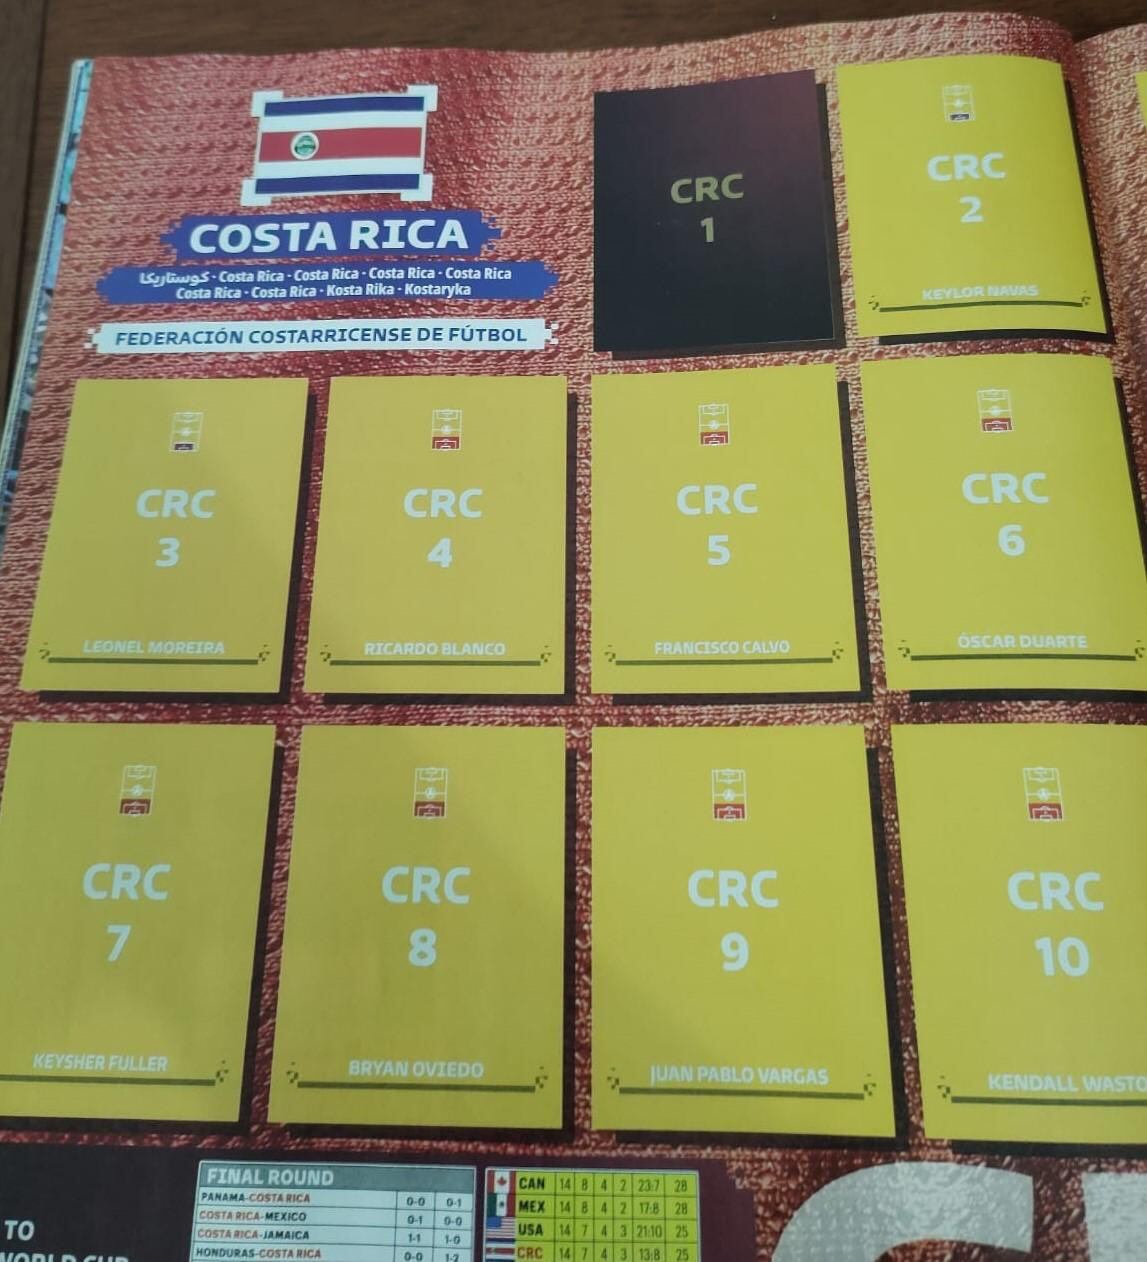 COSTA RICA
كوستاريكا - Costa Rica - Costa Rica - Costa Rica - Costa Rica
Costa Rica - Costa Rica - Kosta Rika - Kostaryka
FEDERACIÓN COSTARRICENSE DE FÚTBOL
CRC
1
CRC
2
KEYLOR NAVAS
CRC
3
LEONEL MOREIRA
CRC
4
RICARDO BLANCO
CRC
5
FRANCISCO CALVO
CRC
6
ÓSCAR DUARTE
CRC
7
KEYSHER FULLER
CRC
8
BRYAN OVIEDO
CRC
9
JUAN PABLO VARGAS
CRC
10
KENDALL WASTO
TO
WORLD CUP
FINAL ROUND
PANAMA-COSTA RICA 0-0 0-1
COSTA RICA-MEXICO 0-1 0-0
COSTA RICA-JAMAICA 1-1 1-0
HONDURAS-COSTA RICA 0-0 1-2
CAN 14 8 4 2 23:7 28
MEX 14 8 4 2 17:8 28
USA 14 7 4 3 21:10 25
CRC 14 7 4 3 13:8 25